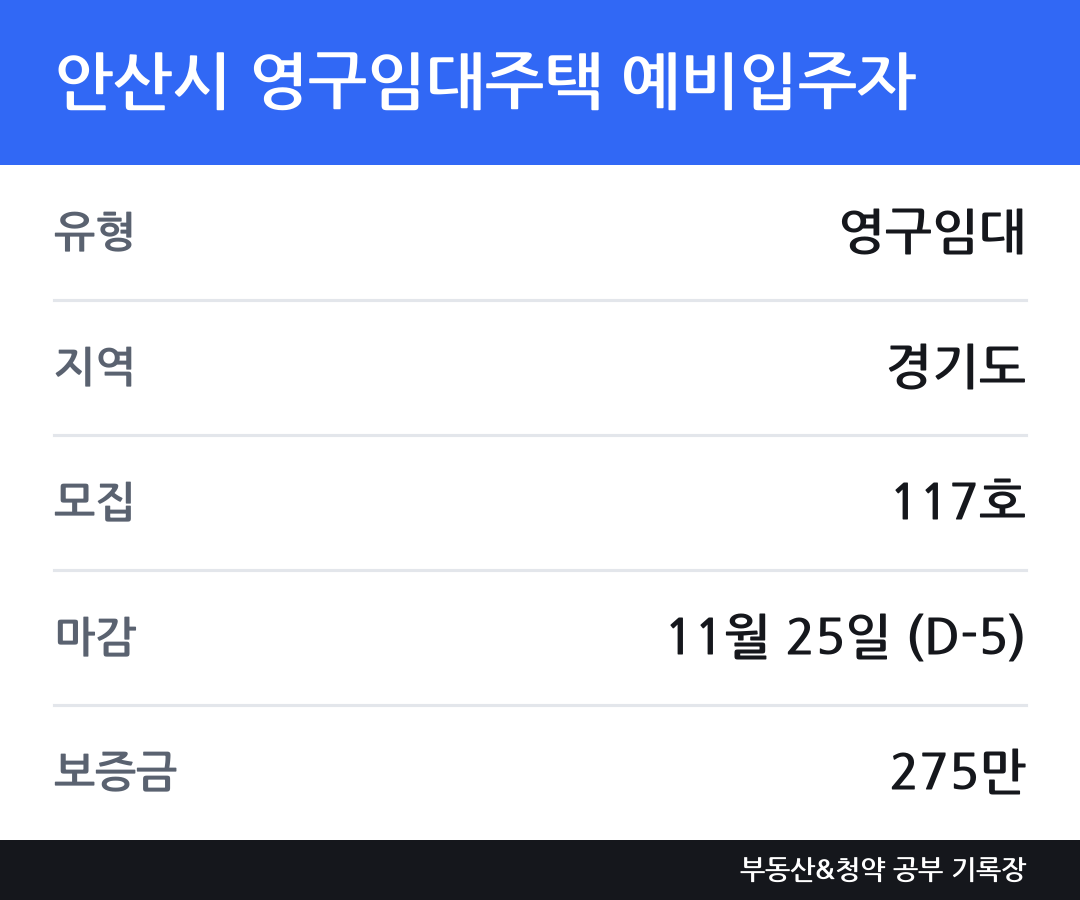 안산시 영구임대주택 예비입주자
유형 영구임대
지역 경기도
모집 117호
마감 11월 25일 (D-5)
보증금 275만
부동산&청약 공부 기록장